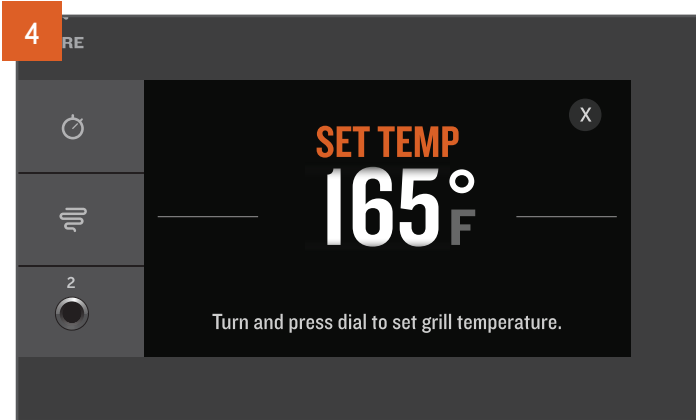 4
RE
X
SET TEMP
165°F
2
Turn and press dial to set grill temperature.